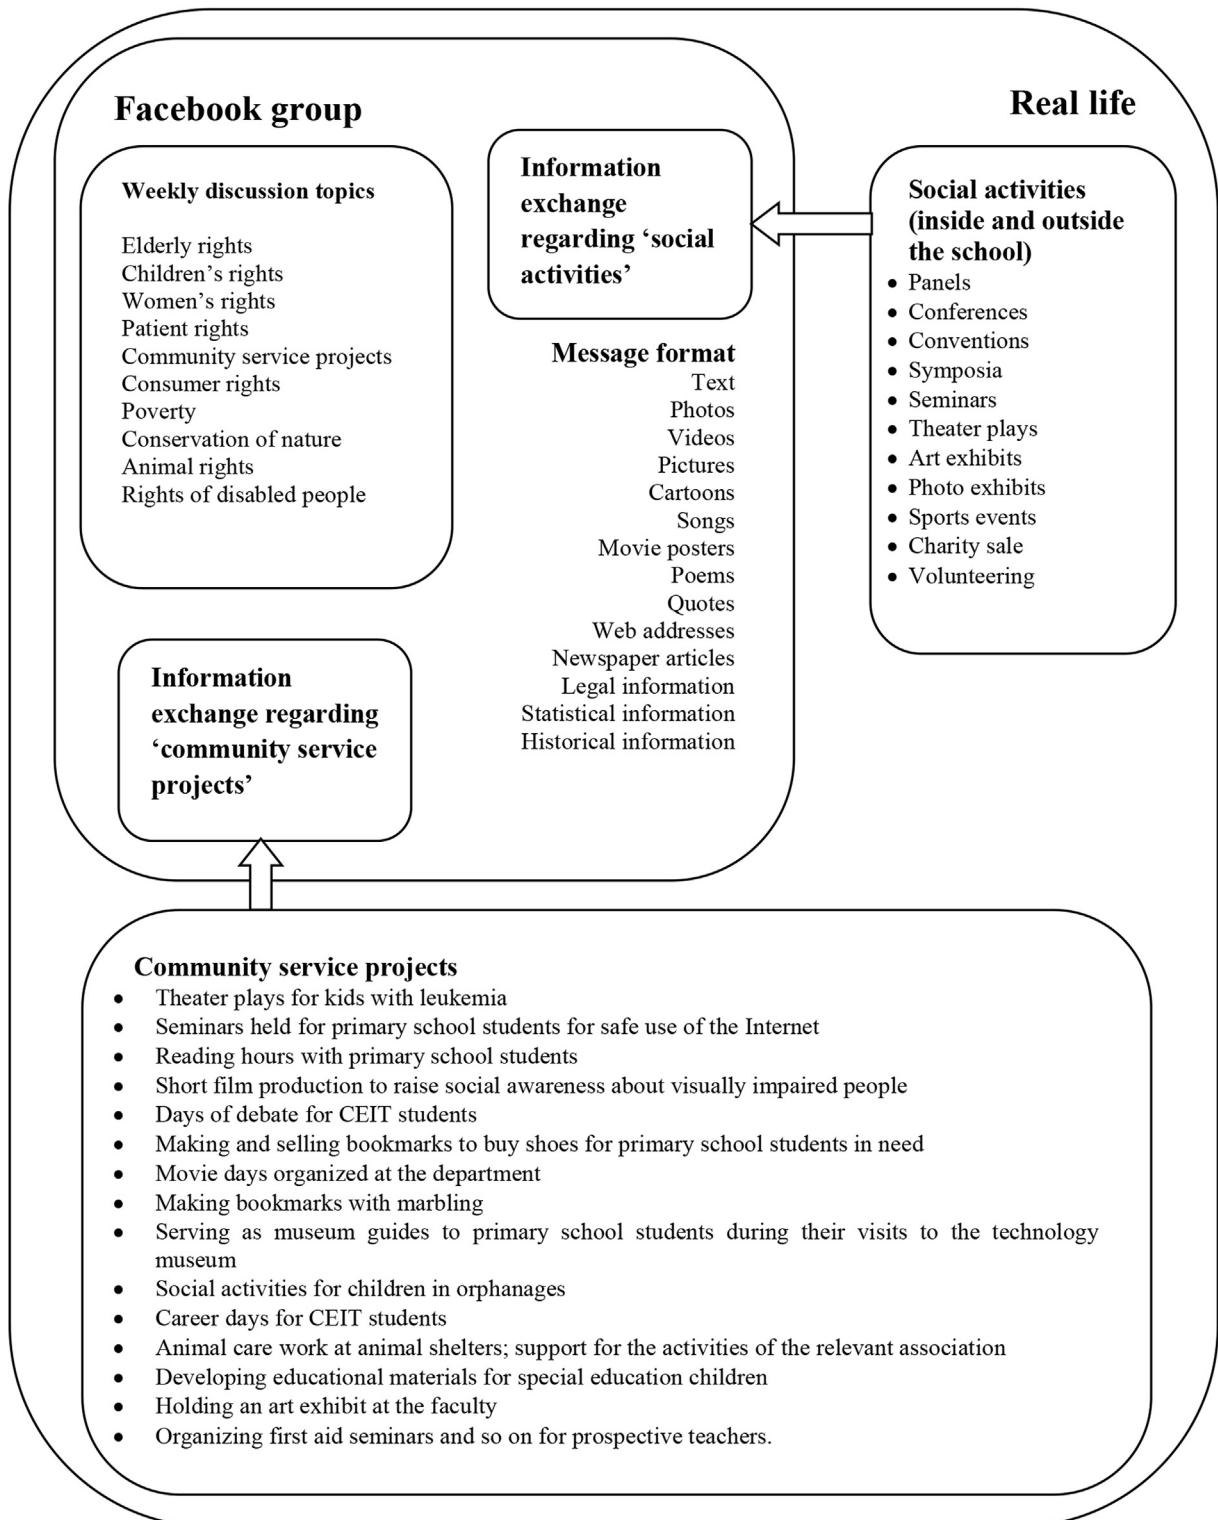 Facebook group
Real life
Weekly discussion topics
Elderly rights
Children’s rights
Women’s rights
Patient rights
Community service projects
Consumer rights
Poverty
Conservation of nature
Animal rights
Rights of disabled people
Information
exchange
regarding ‘social
activities’
Message format
Text
Photos
Videos
Pictures
Cartoons
Songs
Movie posters
Poems
Quotes
Web addresses
Newspaper articles
Legal information
Statistical information
Historical information
Social activities
(inside and outside
the school)
• Panels
• Conferences
• Conventions
• Symposia
• Seminars
• Theater plays
• Art exhibits
• Photo exhibits
• Sports events
• Charity sale
• Volunteering
Information
exchange regarding
‘community service
projects’
Community service projects
• Theater plays for kids with leukemia
• Seminars held for primary school students for safe use of the Internet
• Reading hours with primary school students
• Short film production to raise social awareness about visually impaired people
• Days of debate for CEIT students
• Making and selling bookmarks to buy shoes for primary school students in need
• Movie days organized at the department
• Making bookmarks with marbling
• Serving as museum guides to primary school students during their visits to the technology
museum
• Social activities for children in orphanages
• Career days for CEIT students
• Animal care work at animal shelters; support for the activities of the relevant association
• Developing educational materials for special education children
• Holding an art exhibit at the faculty
• Organizing first aid seminars and so on for prospective teachers.